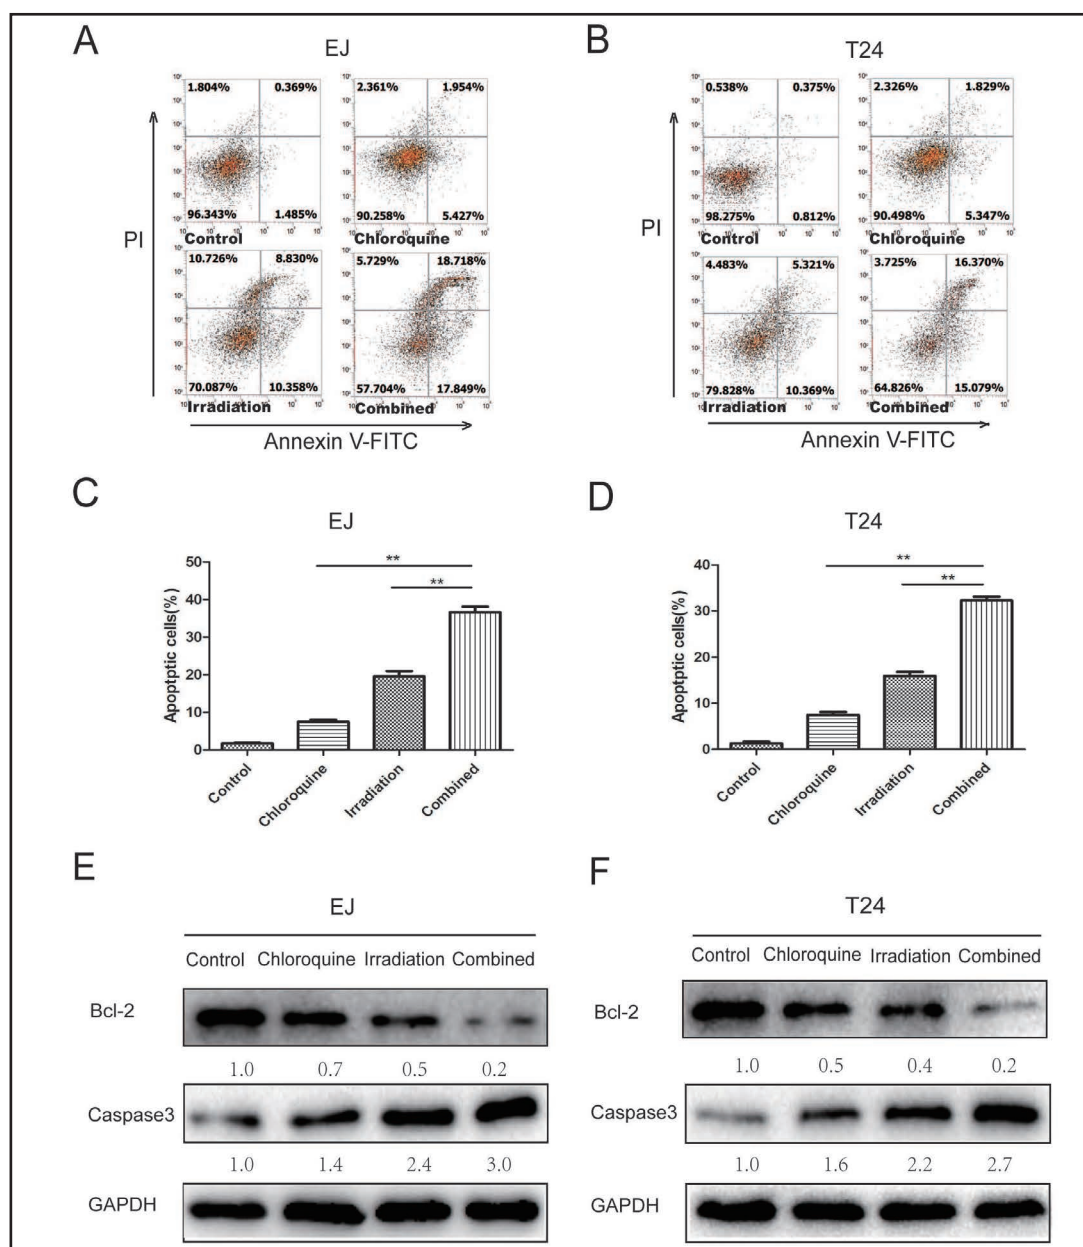 A
EJ
1.804% 0.369%
96.343% 1.485%
Control
2.361% 1.954%
90.258% 5.427%
Chloroquine
10.726% 8.830%
70.087% 10.358%
Irradiation
5.729% 18.718%
57.704% 17.849%
Combined
PI
Annexin V-FITC
B
T24
0.538% 0.375%
98.275% 0.812%
Control
2.326% 1.829%
90.498% 5.347%
Chloroquine
4.483% 5.321%
79.828% 10.369%
Irradiation
3.725% 16.370%
64.826% 15.079%
Combined
PI
Annexin V-FITC
C
EJ
Apoptptic cells(%)
50
40
30
20
10
0
**
**
Control Chloroquine Irradiation Combined
D
T24
Apoptptic cells(%)
40
30
20
10
0
**
**
Control Chloroquine Irradiation Combined
E
EJ
Control Chloroquine Irradiation Combined
Bcl-2
1.0 0.7 0.5 0.2
Caspase3
1.0 1.4 2.4 3.0
GAPDH
F
T24
Control Chloroquine Irradiation Combined
Bcl-2
1.0 0.5 0.4 0.2
Caspase3
1.0 1.6 2.2 2.7
GAPDH